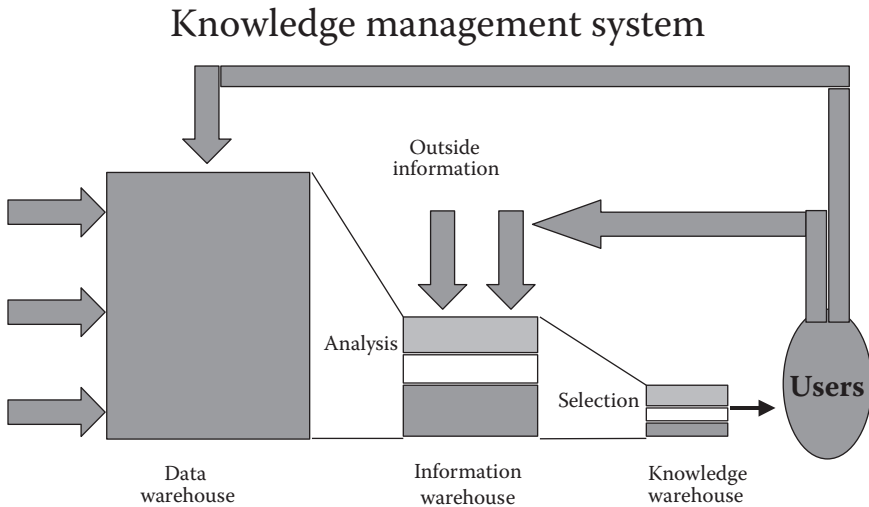 Knowledge management system
Outside
information
Analysis
Selection
Users
Data
warehouse
Information
warehouse
Knowledge
warehouse